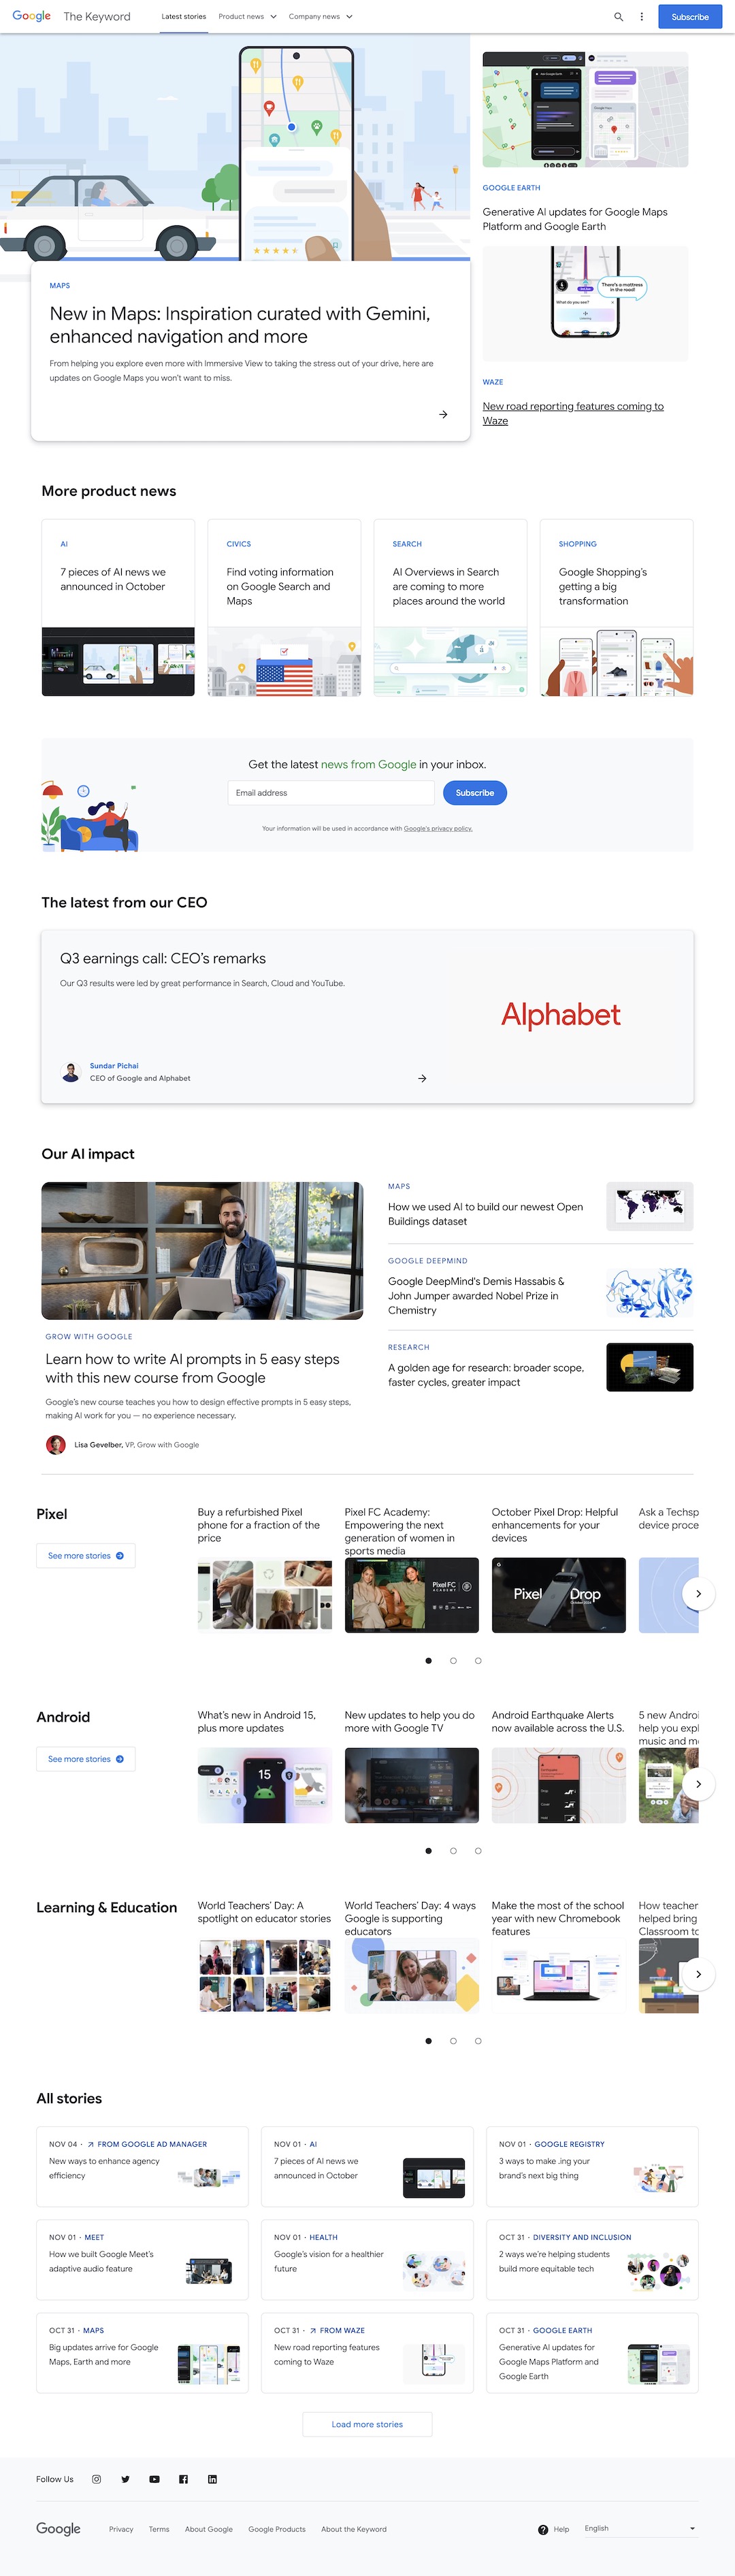 Google The Keyword Latest stories Product news Company news Subscribe
MAPS
New in Maps: Inspiration curated with Gemini,
enhanced navigation and more
From helping you explore even more with Immersive View to taking the stress out of your drive, here are
updates on Google Maps you won't want to miss.
GOOGLE EARTH
Generative AI updates for Google Maps
Platform and Google Earth
There's a mattress
in the road!
What do you see?
WAZE
New road reporting features coming to
Waze
More product news
AI
7 pieces of AI news we
announced in October
CIVICS
Find voting information
on Google Search and
Maps
SEARCH
AI Overviews in Search
are coming to more
places around the world
SHOPPING
Google Shopping's
getting a big
transformation
Get the latest news from Google in your inbox.
Email address
Subscribe
Your information will be used in accordance with Google's privacy policy.
The latest from our CEO
Q3 earnings call: CEO's remarks
Our Q3 results were led by great performance in Search, Cloud and YouTube.
Alphabet
Sundar Pichai
CEO of Google and Alphabet
Our AI impact
GROW WITH GOOGLE
Learn how to write AI prompts in 5 easy steps
with this new course from Google
Google's new course teaches you how to design effective prompts in 5 easy steps,
making AI work for you — no experience necessary.
Lisa Gevelber, VP, Grow with Google
MAPS
How we used AI to build our newest Open
Buildings dataset
GOOGLE DEEPMIND
Google DeepMind's Demis Hassabis &
John Jumper awarded Nobel Prize in
Chemistry
RESEARCH
A golden age for research: broader scope,
faster cycles, greater impact
Pixel
See more stories
Buy a refurbished Pixel
phone for a fraction of the
price
Pixel FC Academy:
Empowering the next
generation of women in
sports media
Pixel FC
Academy
October Pixel Drop: Helpful
enhancements for your
devices
Pixel Drop
Ask a Techsp
device proce
Android
See more stories
What's new in Android 15,
plus more updates
15
New updates to help you do
more with Google TV
Android Earthquake Alerts
now available across the U.S.
5 new Androi
help you expl
music and m
Learning & Education
World Teachers' Day: A
spotlight on educator stories
World Teachers' Day: 4 ways
Google is supporting
educators
Make the most of the school
year with new Chromebook
features
How teacher
helped bring
Classroom to
All stories
NOV 04 · FROM GOOGLE AD MANAGER
New ways to enhance agency
efficiency
NOV 01 · AI
7 pieces of AI news we
announced in October
NOV 01 · GOOGLE REGISTRY
3 ways to make .ing your
brand's next big thing
NOV 01 · MEET
How we built Google Meet's
adaptive audio feature
NOV 01 · HEALTH
Google's vision for a healthier
future
OCT 31 · DIVERSITY AND INCLUSION
2 ways we're helping students
build more equitable tech
OCT 31 · MAPS
Big updates arrive for Google
Maps, Earth and more
OCT 31 · FROM WAZE
New road reporting features
coming to Waze
OCT 31 · GOOGLE EARTH
Generative AI updates for
Google Maps Platform and
Google Earth
Load more stories
Follow Us
Google Privacy Terms About Google Google Products About the Keyword Help English